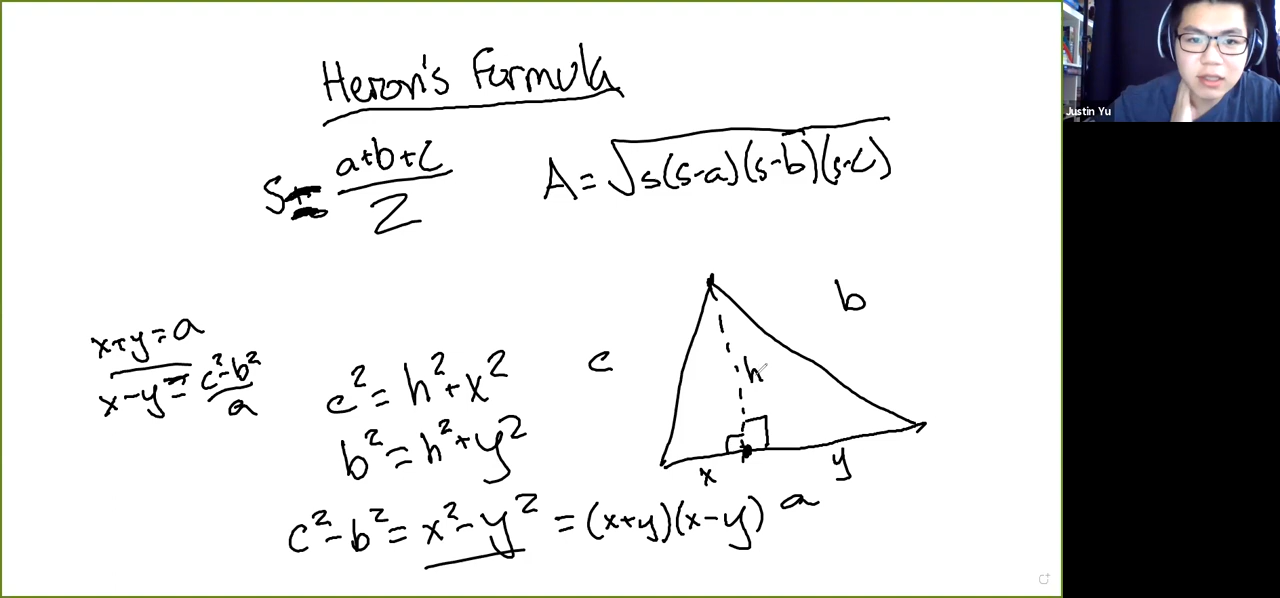 Heron's Formula
S = a+b+c / 2
A = √s(s-a)(s-b)(s-c)
x+y=a
x-y = c²-b² / a
c² = h² + x²
b² = h² + y²
c² - b² = x² - y² = (x+y)(x-y)
b
c
h
x
y
a
Justin Yu